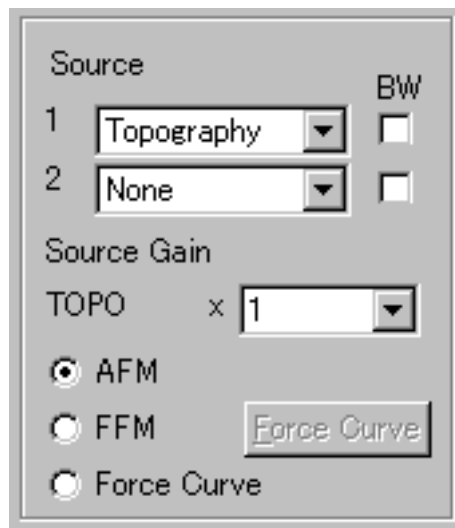 Source
BW
1 Topography
2 None
Source Gain
TOPO x 1
AFM
FFM Force Curve
Force Curve